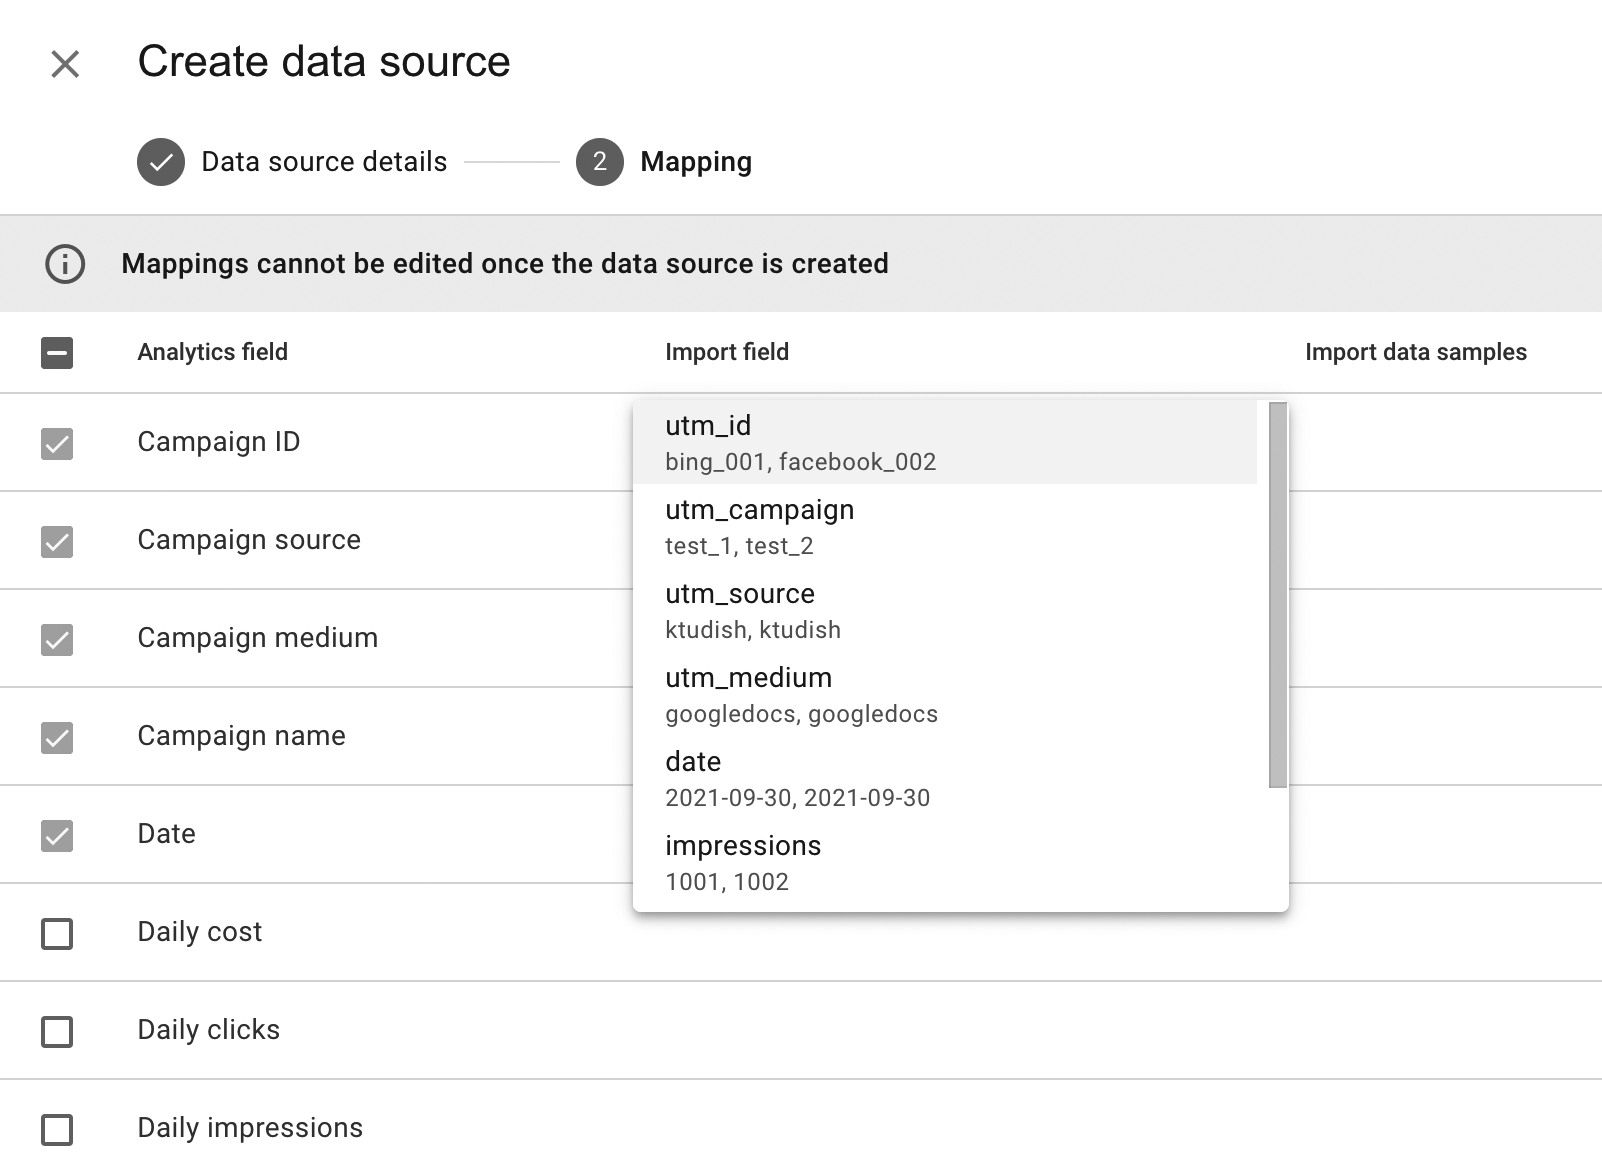 Create data source
Data source details
2 Mapping
Mappings cannot be edited once the data source is created
Analytics field Import field Import data samples
Campaign ID
Campaign source
Campaign medium
Campaign name
Date
Daily cost
Daily clicks
Daily impressions
utm_id
bing_001, facebook_002
utm_campaign
test_1, test_2
utm_source
ktudish, ktudish
utm_medium
googledocs, googledocs
date
2021-09-30, 2021-09-30
impressions
1001, 1002